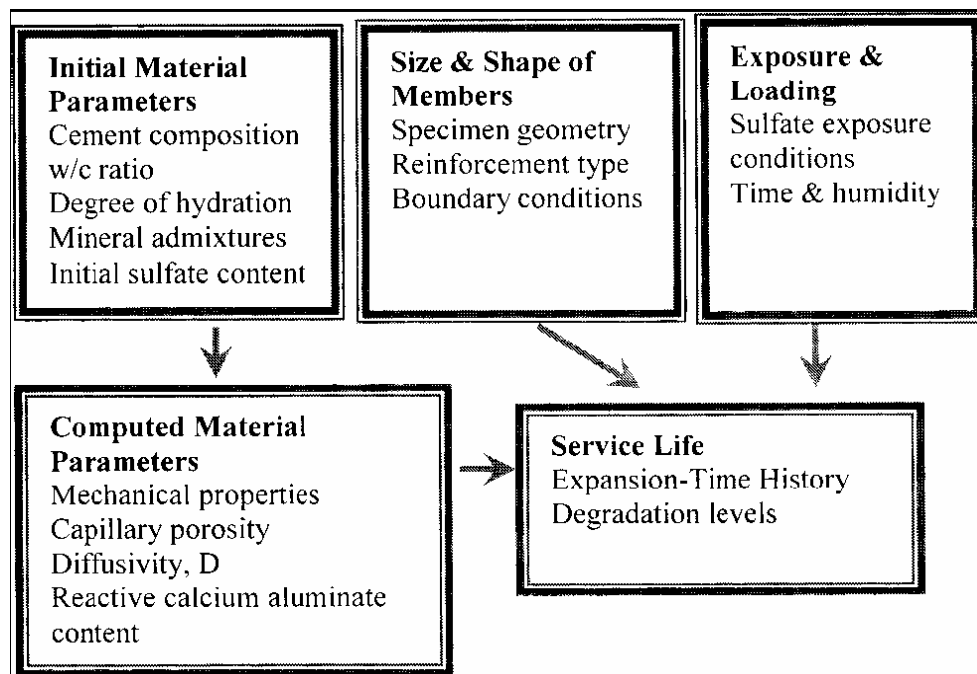 Initial Material
Parameters
Cement composition
w/c ratio
Degree of hydration
Mineral admixtures
Initial sulfate content
Size & Shape of
Members
Specimen geometry
Reinforcement type
Boundary conditions
Exposure &
Loading
Sulfate exposure
conditions
Time & humidity
Computed Material
Parameters
Mechanical properties
Capillary porosity
Diffusivity, D
Reactive calcium aluminate
content
Service Life
Expansion-Time History
Degradation levels